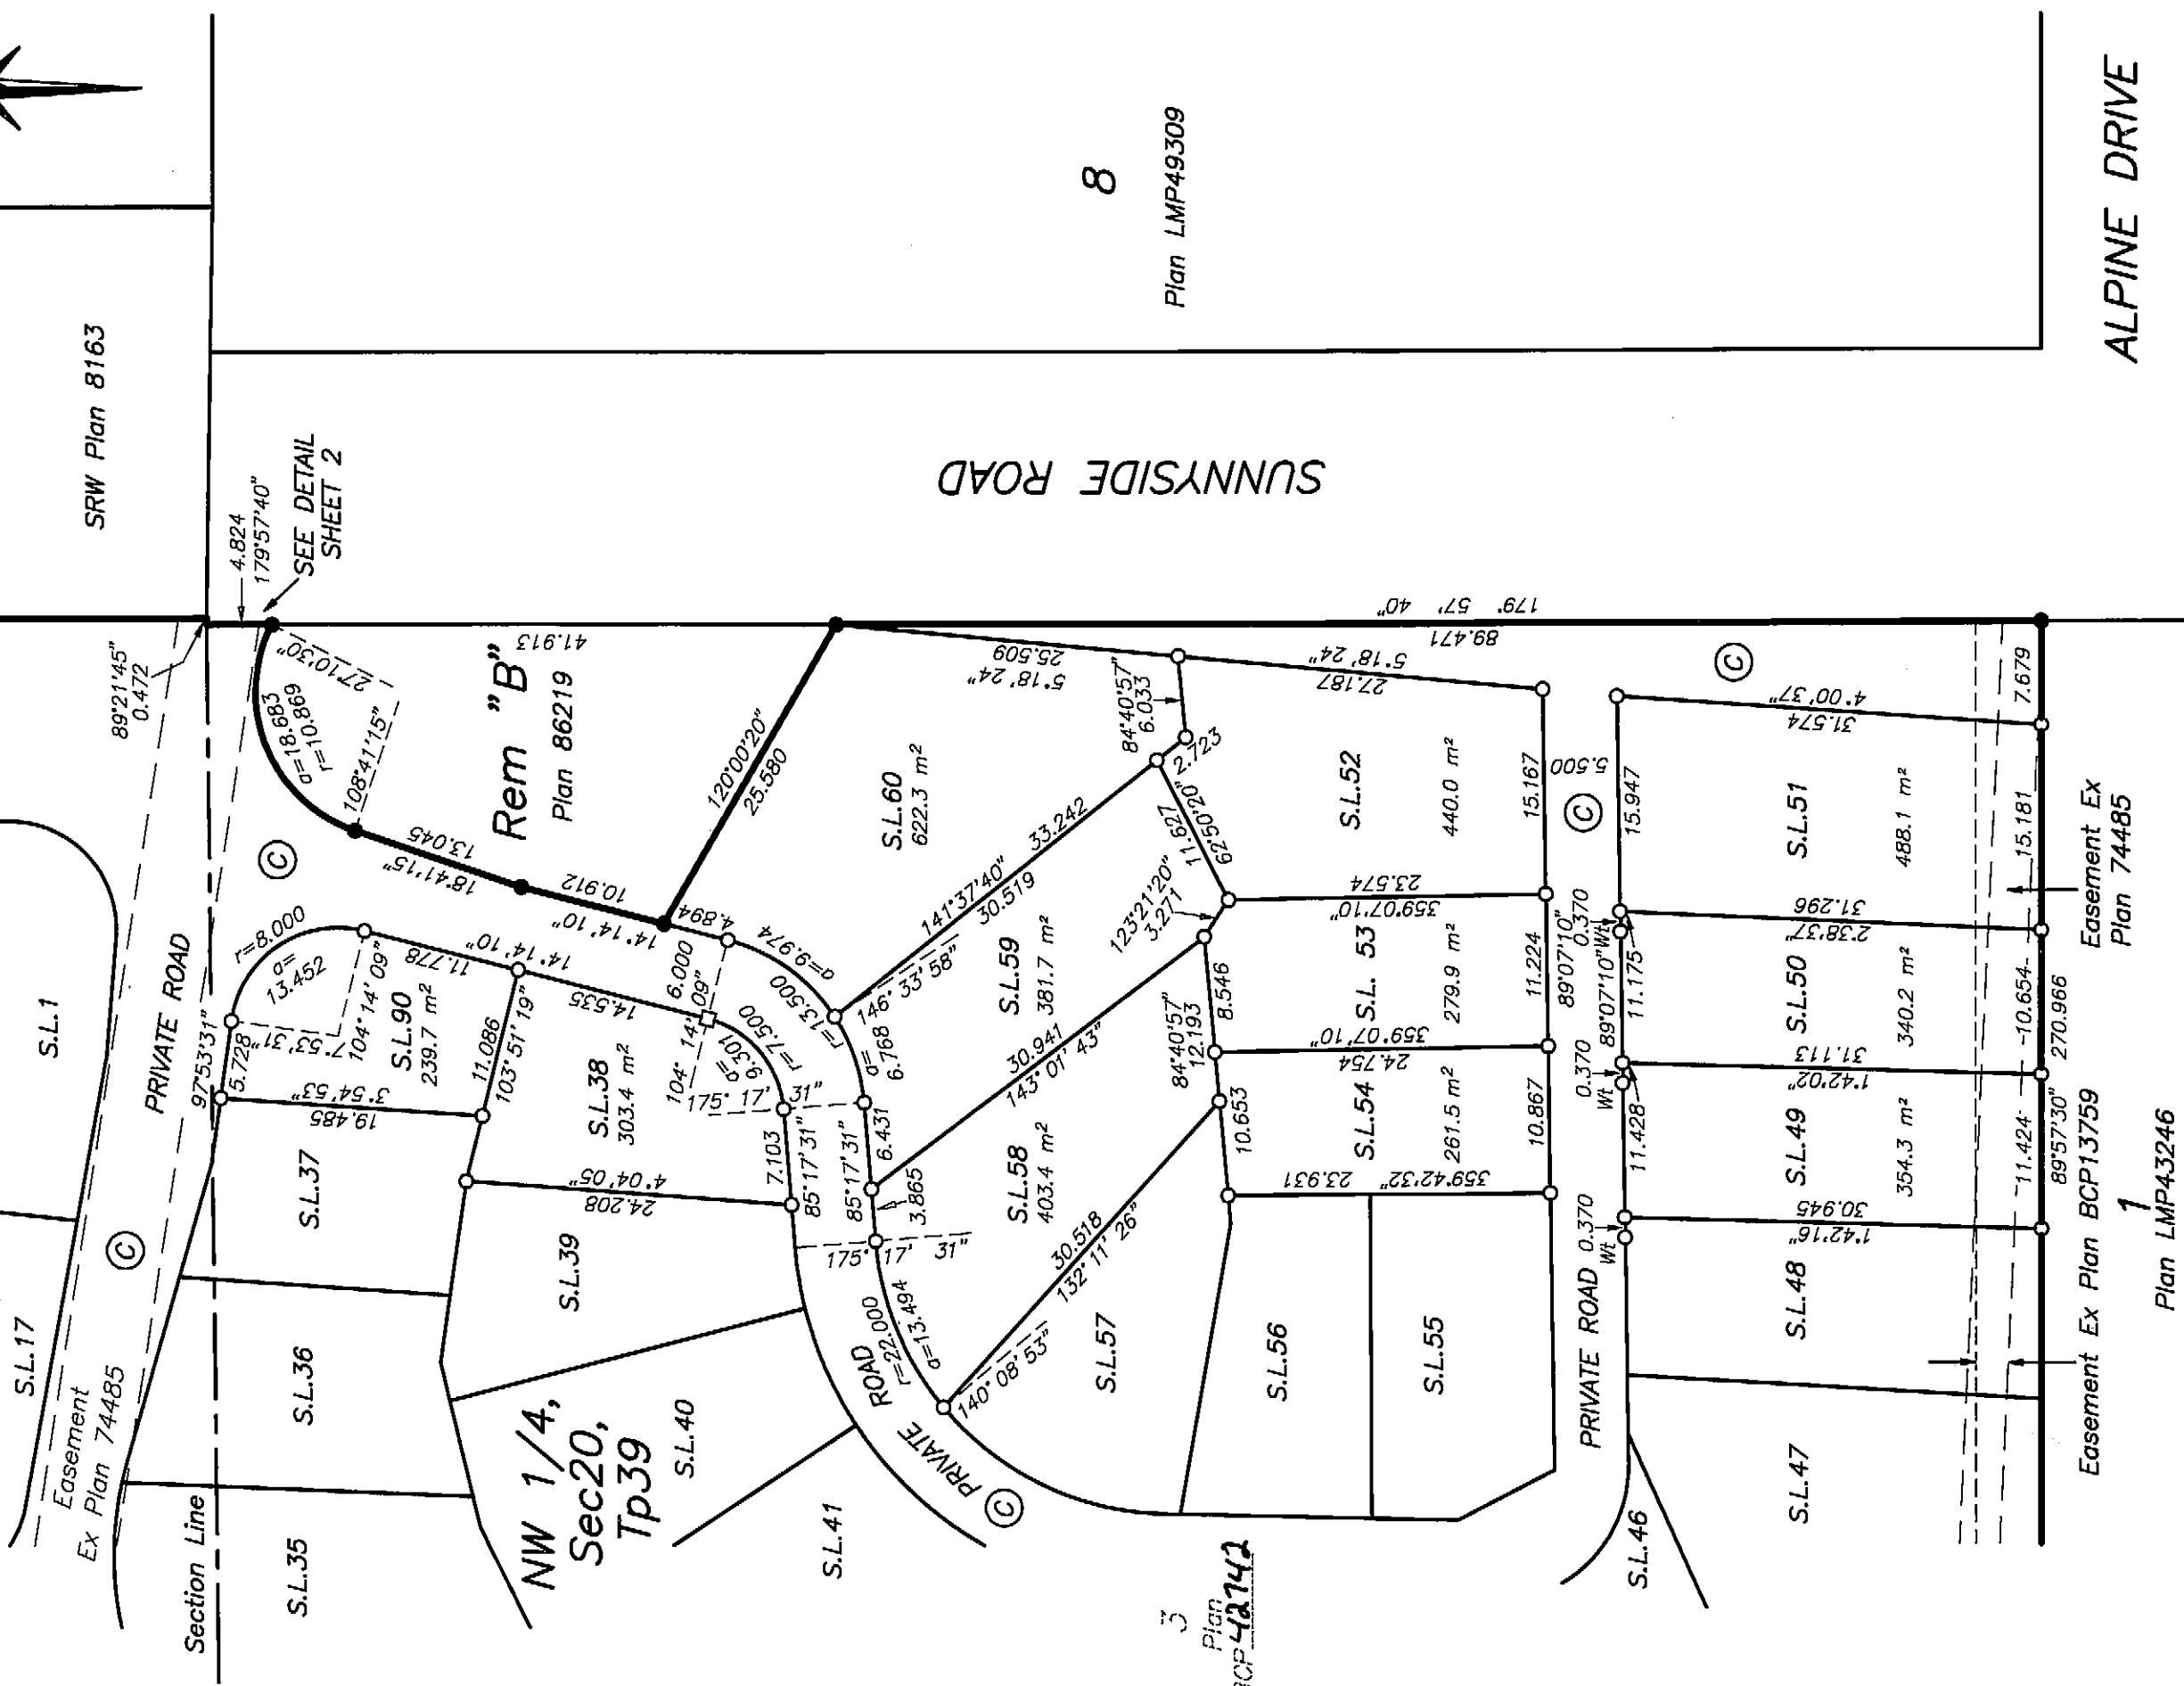 SRW Plan 8163
8
Plan LMP49309
ALPINE DRIVE
SUNNYSIDE ROAD
4.824
179°57'40"
SEE DETAIL
SHEET 2
89°21'45"
0.472
S.L.1
PRIVATE ROAD
S.L.17
Easement
Ex Plan 74485
Section Line
a=18.683
r=10.869
27°10'30"
108°41'15"
41.913
Rem "B"
Plan 86219
13.045
18°41'15"
10.912
14°14'10"
120°00'20"
25.580
4.894
r=8.000
a=
13.452
11.778
14°14'10"
104°14'09"
97°53'31"
5.728
7°53'31"
S.L.90
239.7 m²
3°54'53"
19.485
11.086
103°51'19"
14.535
6.000
104°14'09"
a=9.301
r=7.500
a=9.974
r=13.500
S.L.38
303.4 m²
175°17'31"
7.103
85°17'31"
85°17'31"
6.431
a=
6.768
3.865
175°17'31"
4°04'05"
24.208
S.L.37
S.L.36
S.L.35
S.L.39
S.L.40
S.L.41
NW 1/4,
Sec20,
Tp39
PRIVATE ROAD
r=22.000
a=13.494
140°08'53"
S.L.60
622.3 m²
25.509
5°18'24"
179° 57' 40"
89.471
5°18'24"
27.187
84°40'57"
6.033
2.723
141°37'40" 33.242
30.519
146°33'58"
11.627
62°50'20"
123°21'20"
3.271
S.L.59
381.7 m²
30.941
143°01'43"
S.L.58
403.4 m²
30.518
132°11'26"
84°40'57"
12.193
8.546
10.653
S.L.52
440.0 m²
15.167
23.574
359°07'10"
S.L. 53
279.9 m²
11.224
89°07'10"
359°07'10"
24.754
S.L.54
261.5 m²
10.867
359°42'32"
23.931
S.L.57
S.L.56
S.L.55
5.500
15.947
0.370
Wt
89°07'10"
11.175
0.370
Wt
11.428
PRIVATE ROAD
0.370
Wt
4°00'37"
31.574
7.679
S.L.51
488.1 m²
15.181
31.296
2°38'37"
S.L.50
340.2 m²
10.654
31.113
1°42'02"
S.L.49
354.3 m²
11.424
30.945
1°42'16"
S.L.48
S.L.47
S.L.46
270.966
89°57'30"
Easement Ex
Plan 74485
Easement Ex Plan BCP13759
1
Plan LMP43246
Plan
42742
C
C
C
C
C